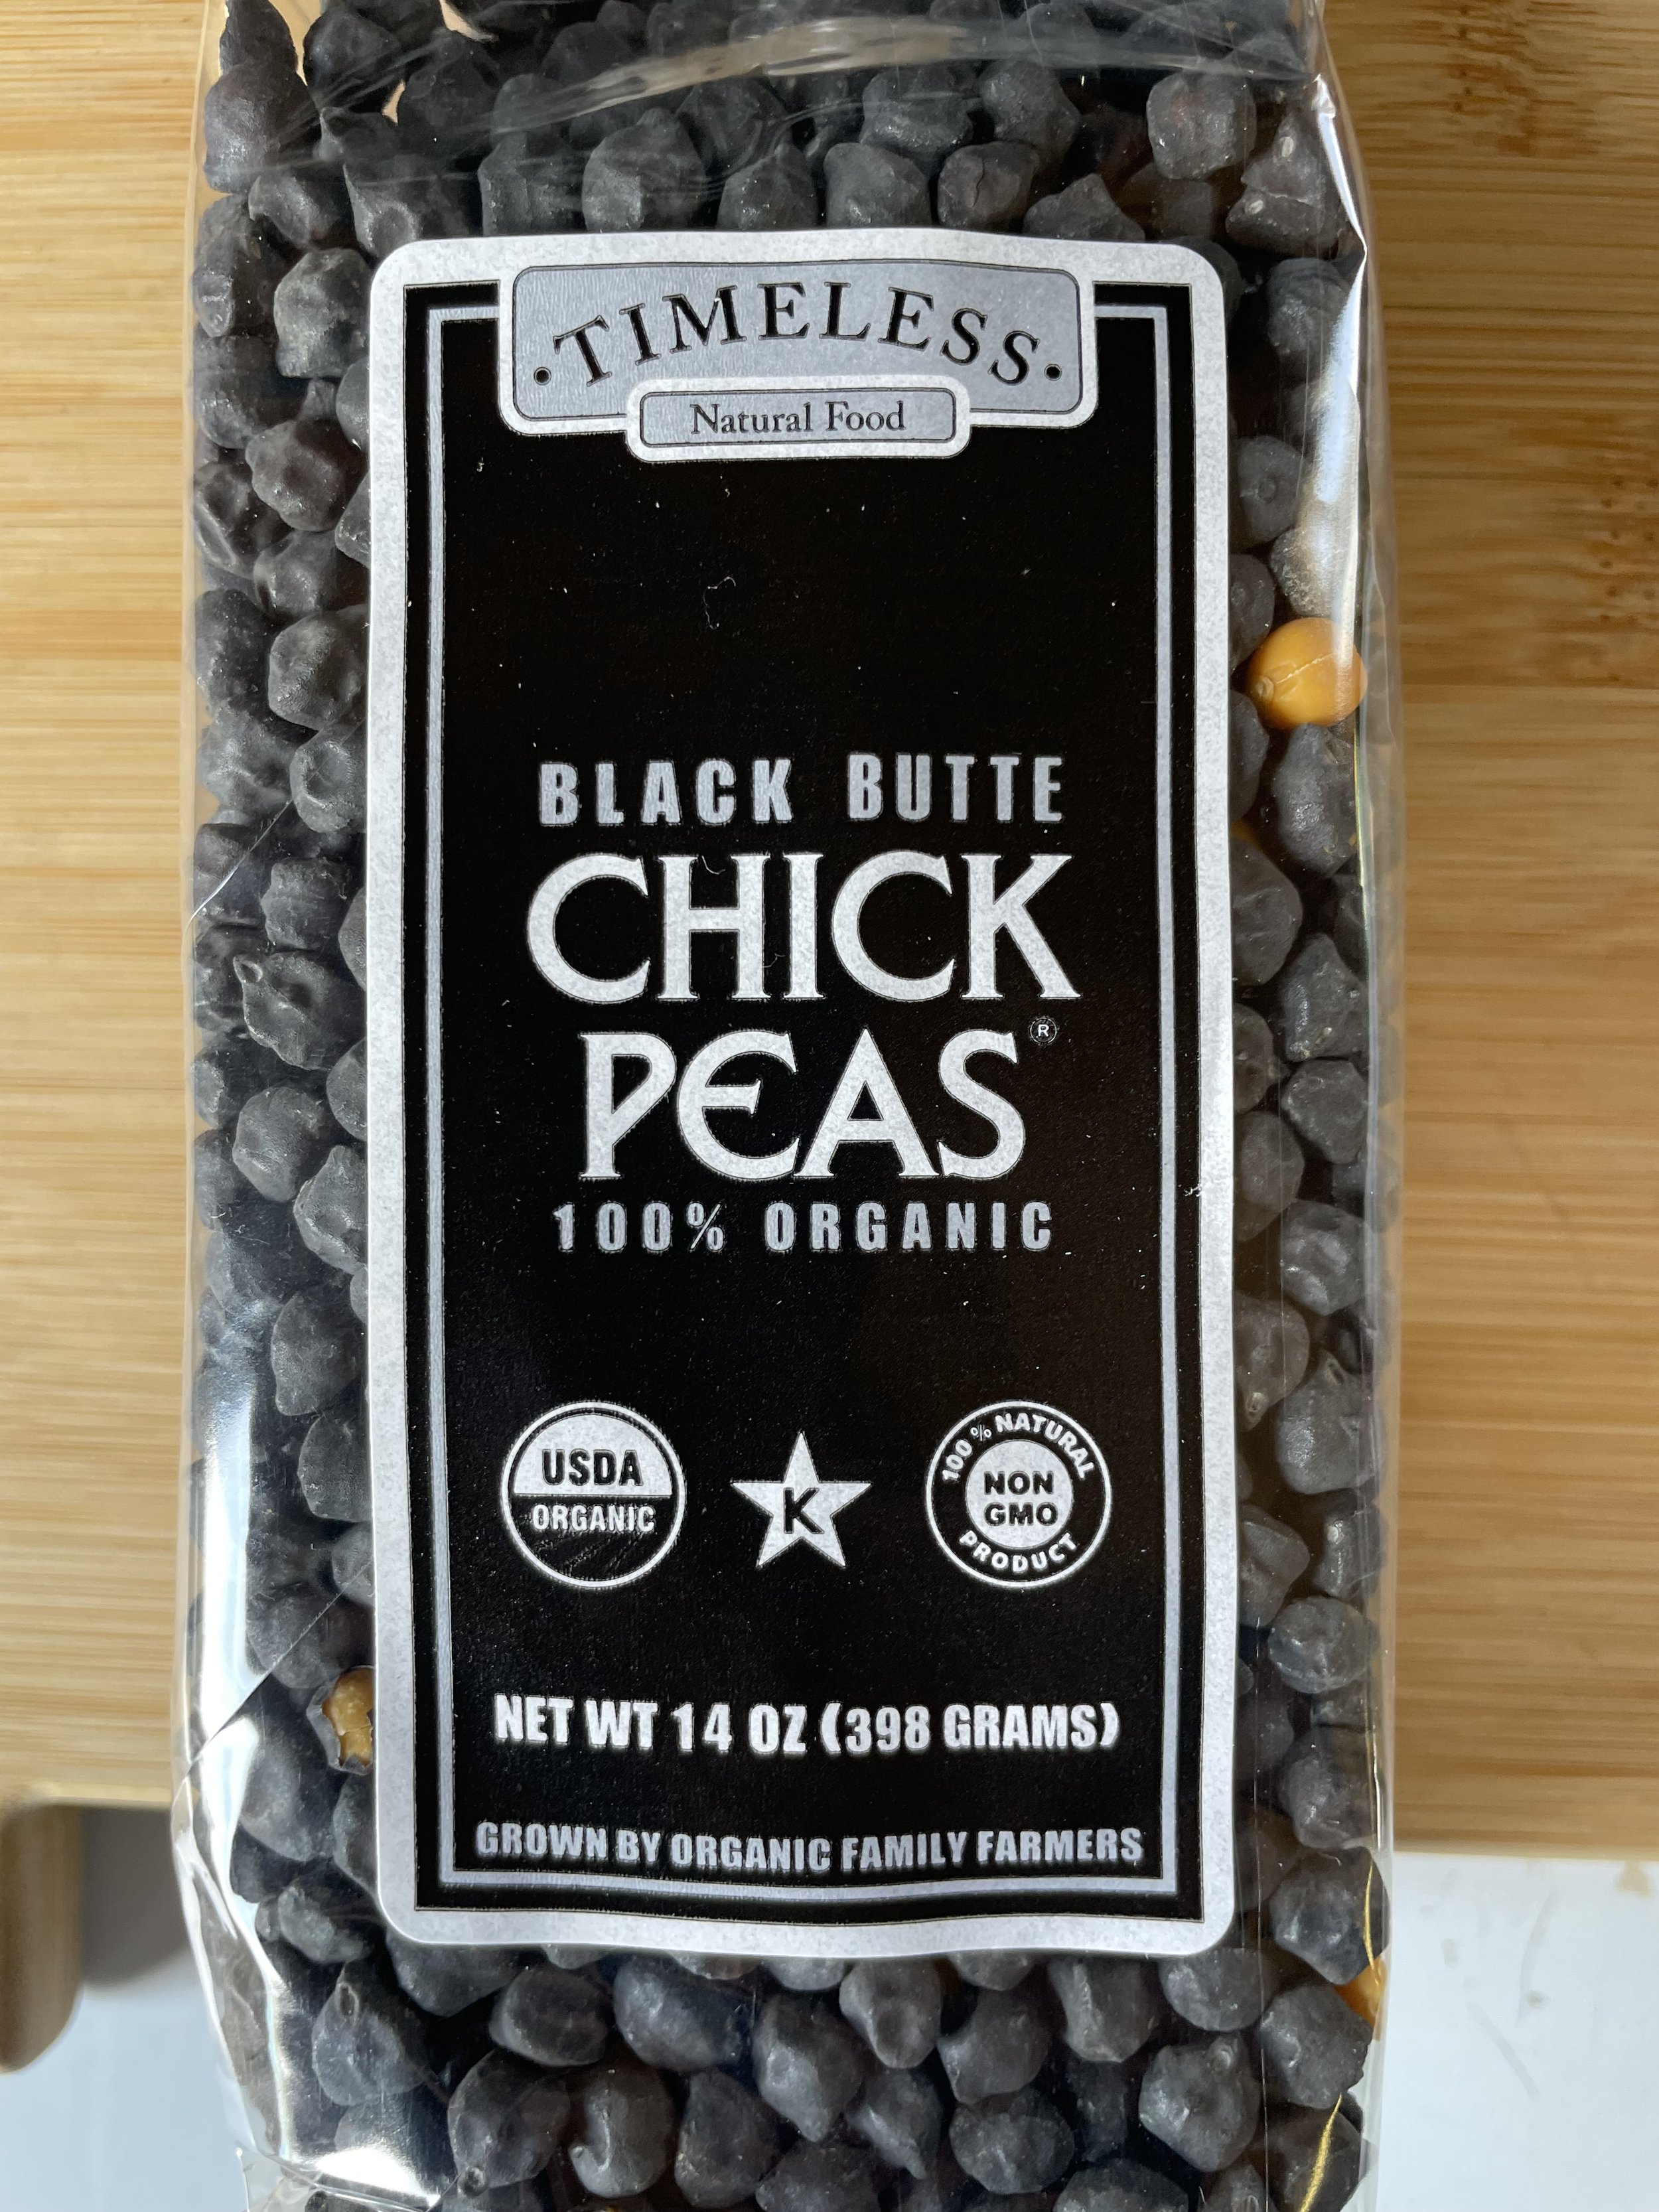 ·TIMELESS·
Natural Food
BLACK BUTTE
CHICK
PEAS®
100% ORGANIC
USDA
ORGANIC
K
100% NATURAL
NON
GMO
PRODUCT
NET WT 14 OZ (398 GRAMS)
GROWN BY ORGANIC FAMILY FARMERS